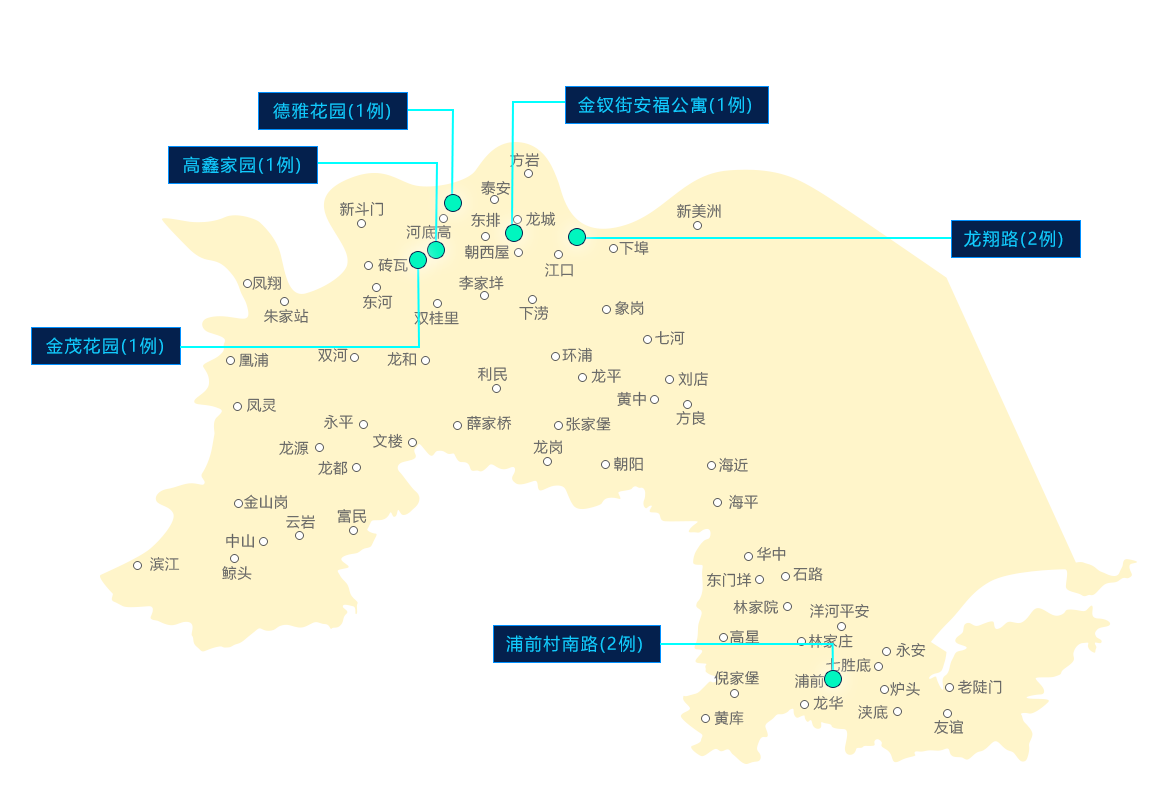 金钗街安福公寓(1例)
德雅花园(1例)
方岩
高鑫家园(1例)
泰安
新斗门
新美洲
东排
龙城
河底高
龙翔路(2例)
下埠
朝西屋
砖瓦
江口
凤翔
李家垟
东河
象岗
朱家站
双桂里
下涝
七河
金茂花园(1例)
双河
环浦
凰浦
龙和
利民
龙平
刘店
黄中
凤灵
方良
永平
薛家桥
张家堡
文楼
龙源
龙岗
龙都
朝阳
海近
金山岗
海平
富民
云岩
中山
华中
滨江
鲸头
东门垟
石路
林家院
洋河平安
高星
浦前村南路(2例)
林家庄
永安
七胜底
倪家堡
浦前
炉头
老陡门
龙华
浃底
黄库
友谊